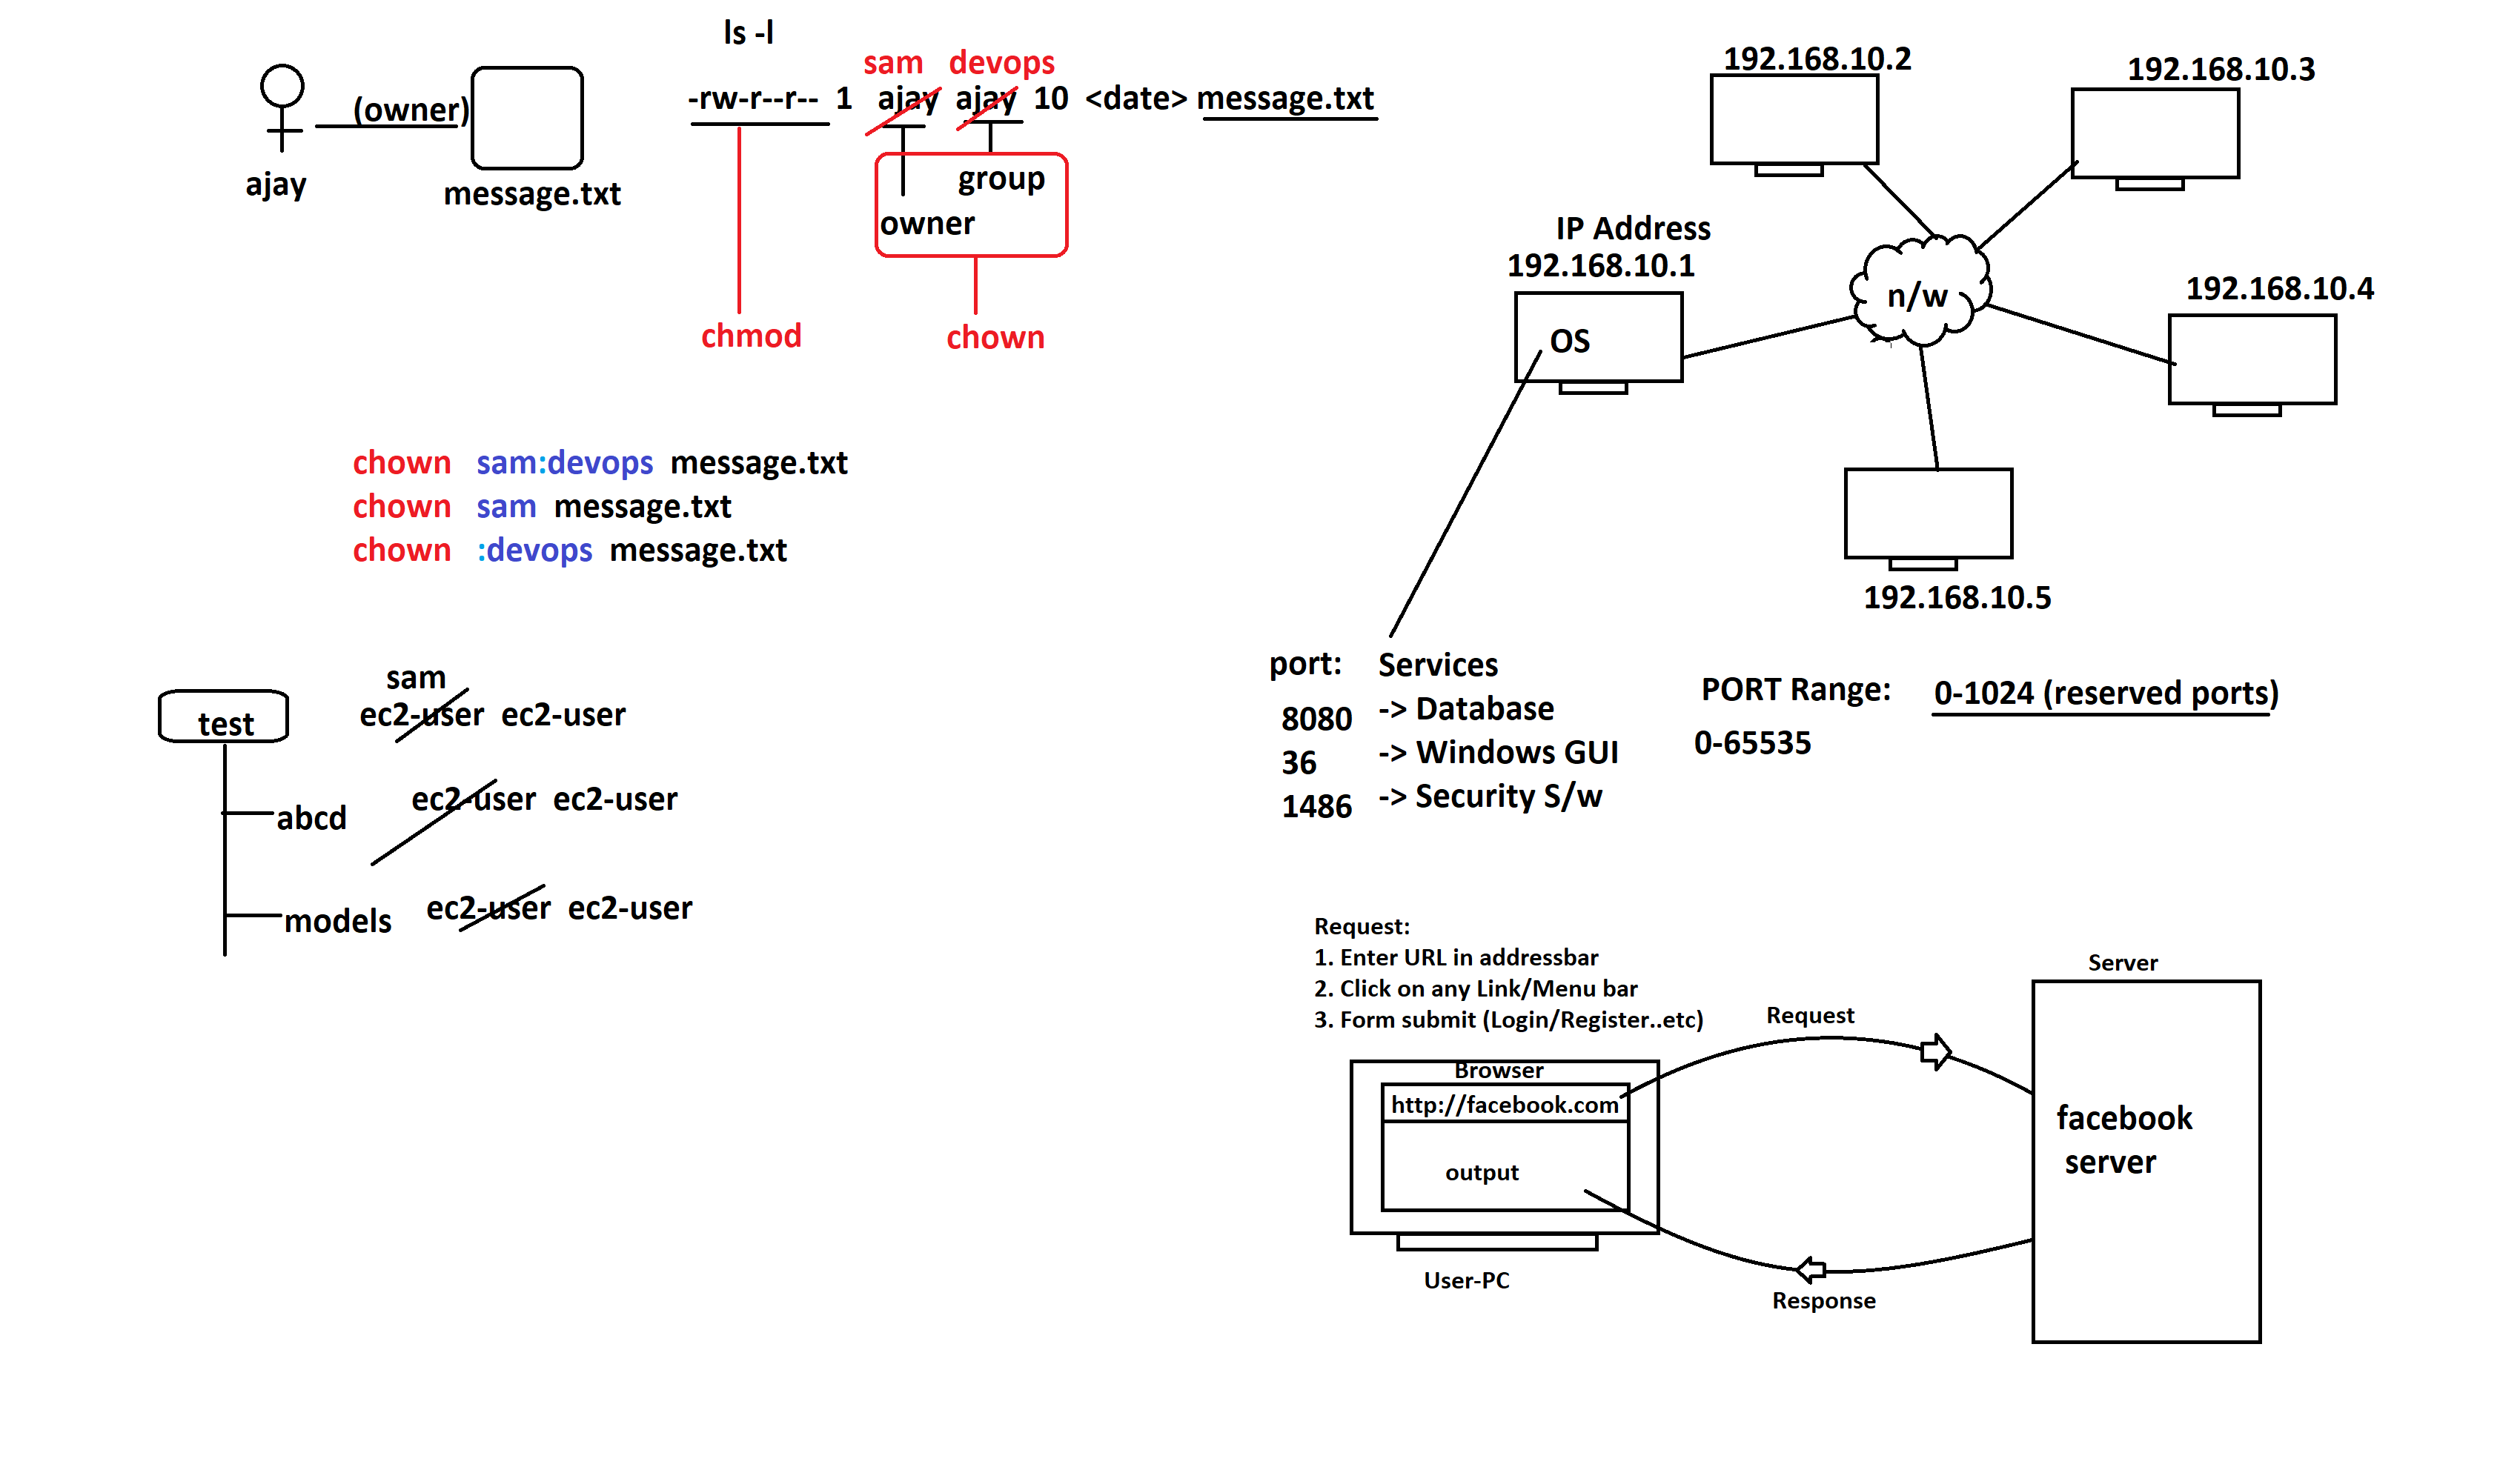 ls -l
sam devops
-rw-r--r-- 1 ajay ajay 10 <date> message.txt
(owner)
ajay
message.txt
group
owner
chmod
chown
chown sam:devops message.txt
chown sam message.txt
chown :devops message.txt
sam
test ec2-user ec2-user
abcd ec2-user ec2-user
models ec2-user ec2-user
192.168.10.2
192.168.10.3
IP Address
192.168.10.1
n/w
192.168.10.4
OS
192.168.10.5
port: Services
8080 -> Database
36 -> Windows GUI
1486 -> Security S/w
PORT Range: 0-1024 (reserved ports)
0-65535
Request:
1. Enter URL in addressbar
2. Click on any Link/Menu bar
3. Form submit (Login/Register..etc)
Request
Server
Browser
http://facebook.com
output
facebook
server
User-PC
Response